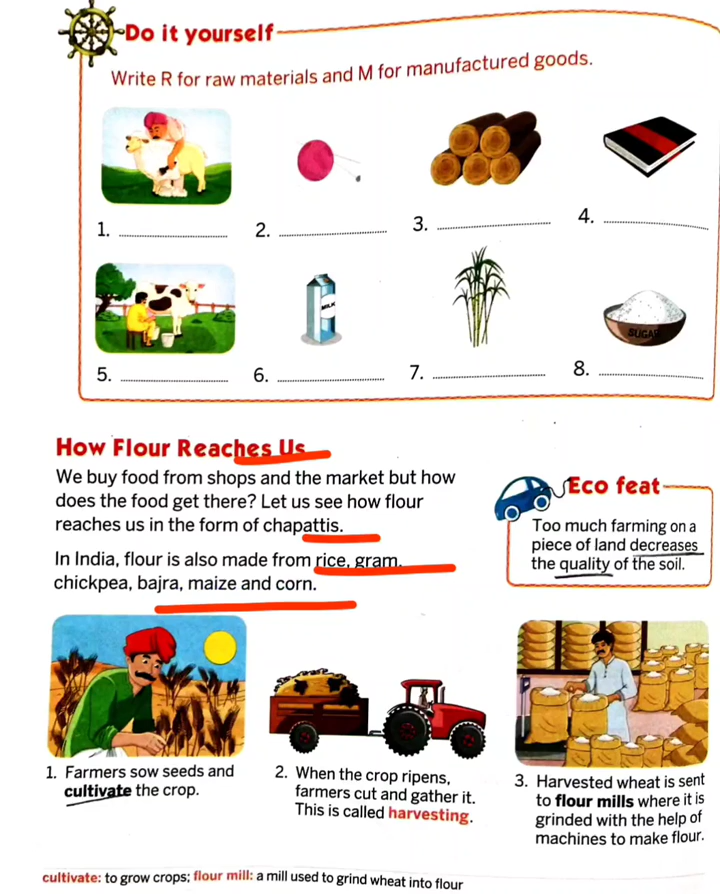 Do it yourself
Write R for raw materials and M for manufactured goods.
1. 2. 3. 4.
MILK
SUGAR
5. 6. 7. 8.
How Flour Reaches Us
We buy food from shops and the market but how
does the food get there? Let us see how flour
reaches us in the form of chapattis.
In India, flour is also made from rice, gram,
chickpea, bajra, maize and corn.
Eco feat
Too much farming on a
piece of land decreases
the quality of the soil.
1. Farmers sow seeds and
cultivate the crop.
2. When the crop ripens,
farmers cut and gather it.
This is called harvesting.
3. Harvested wheat is sent
to flour mills where it is
grinded with the help of
machines to make flour.
cultivate: to grow crops; flour mill: a mill used to grind wheat into flour